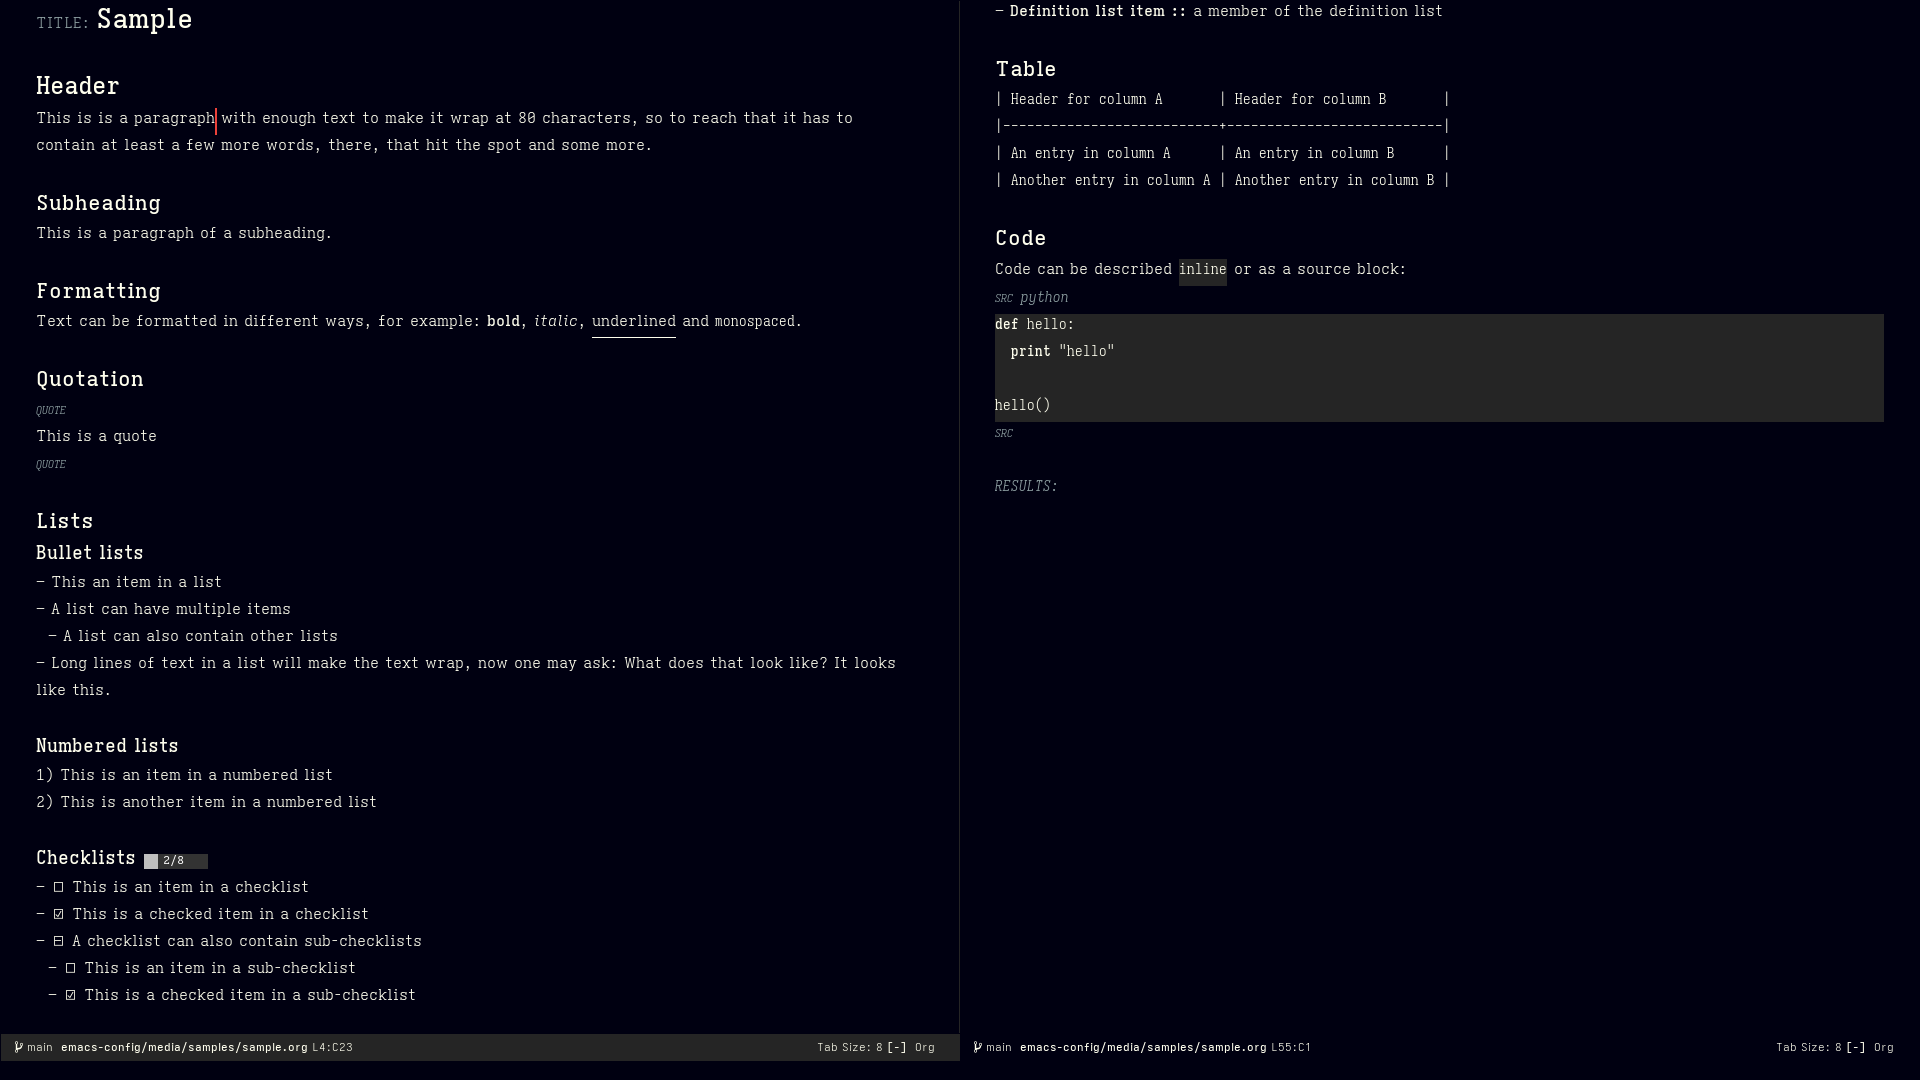 TITLE: Sample
Header
This is is a paragraph with enough text to make it wrap at 80 characters, so to reach that it has to
contain at least a few more words, there, that hit the spot and some more.
Subheading
This is a paragraph of a subheading.
Formatting
Text can be formatted in different ways, for example: bold, italic, underlined and monospaced.
Quotation
QUOTE
This is a quote
QUOTE
Lists
Bullet lists
– This an item in a list
– A list can have multiple items
– A list can also contain other lists
– Long lines of text in a list will make the text wrap, now one may ask: What does that look like? It looks
like this.
Numbered lists
1) This is an item in a numbered list
2) This is another item in a numbered list
Checklists 2/8
– ☐ This is an item in a checklist
– ☑ This is a checked item in a checklist
– ⊟ A checklist can also contain sub-checklists
– ☐ This is an item in a sub-checklist
– ☑ This is a checked item in a sub-checklist
main emacs-config/media/samples/sample.org L4:C23 Tab Size: 8 [-] Org
– Definition list item :: a member of the definition list
Table
| Header for column A | Header for column B |
|---------------------------+---------------------------|
| An entry in column A | An entry in column B |
| Another entry in column A | Another entry in column B |
Code
Code can be described inline or as a source block:
SRC python
def hello:
print "hello"
hello()
SRC
RESULTS:
main emacs-config/media/samples/sample.org L55:C1 Tab Size: 8 [-] Org